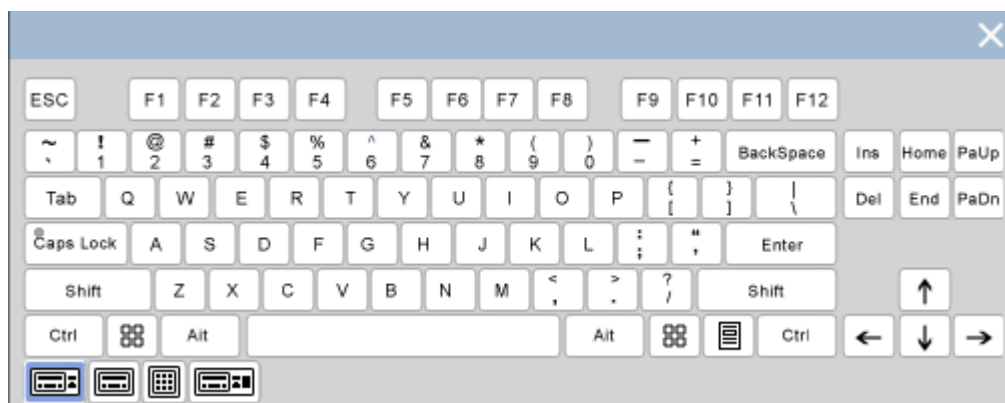 ESC F1 F2 F3 F4 F5 F6 F7 F8 F9 F10 F11 F12
~ ! @ # $ % ^ & * ( ) — +
` 1 2 3 4 5 6 7 8 9 0 – = BackSpace Ins Home PaUp
Tab Q W E R T Y U I O P { [ } ] | \ Del End PaDn
Caps Lock A S D F G H J K L : ; " , Enter
Shift Z X C V B N M < , > . ? / Shift ↑
Ctrl Ait Ait Ctrl ← ↓ →